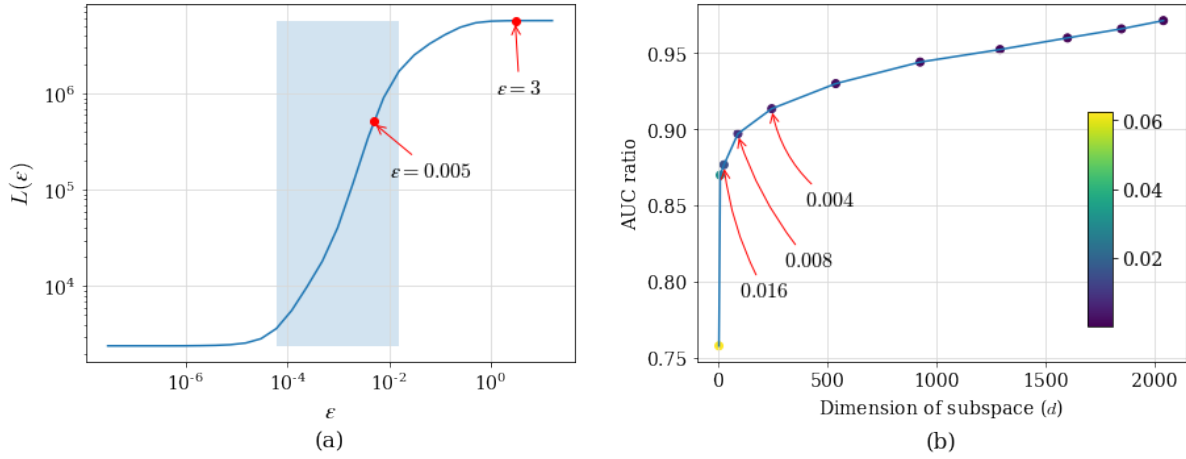 10^6
10^5
10^4
L(ε)
ε = 3
ε = 0.005
10^-6
10^-4
10^-2
10^0
ε
(a)
0.95
0.90
0.85
0.80
0.75
AUC ratio
0.004
0.008
0.016
0.06
0.04
0.02
0
500
1000
1500
2000
Dimension of subspace (d)
(b)